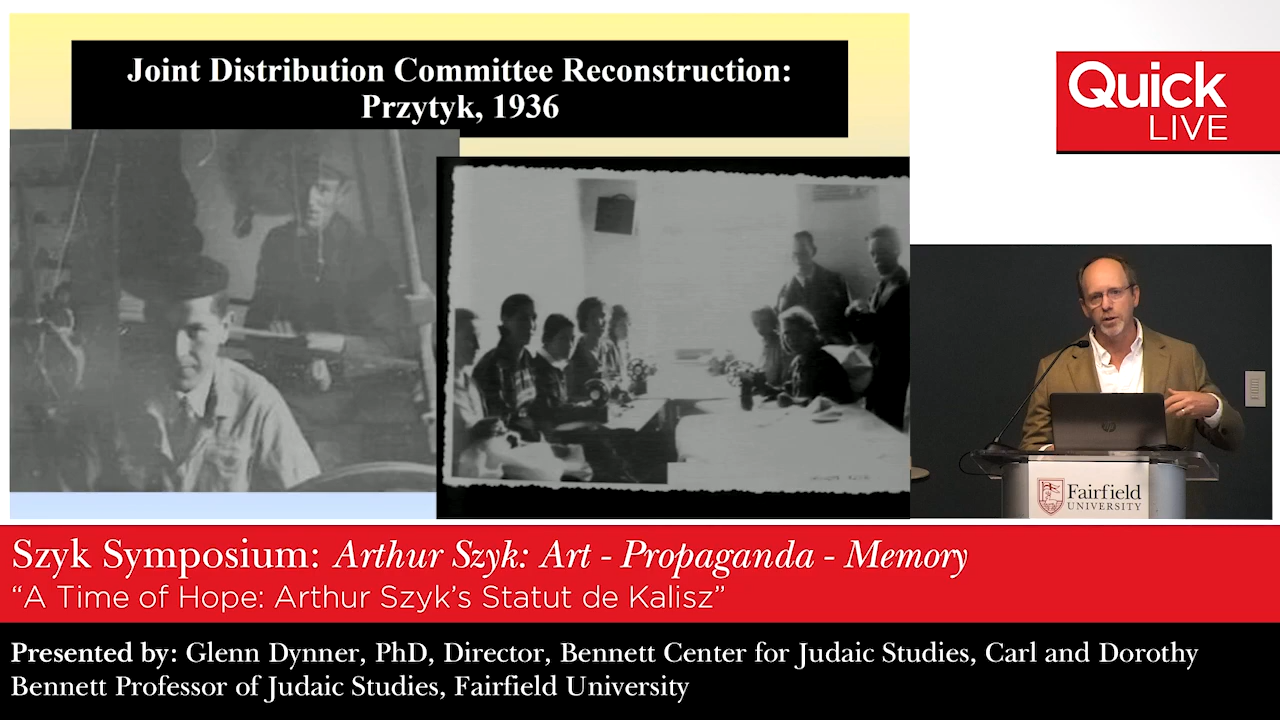 Joint Distribution Committee Reconstruction:
Przytyk, 1936
Quick
LIVE
hp
Fairfield
UNIVERSITY
Szyk Symposium: Arthur Szyk: Art - Propaganda - Memory
“A Time of Hope: Arthur Szyk’s Statut de Kalisz”
Presented by: Glenn Dynner, PhD, Director, Bennett Center for Judaic Studies, Carl and Dorothy
Bennett Professor of Judaic Studies, Fairfield University